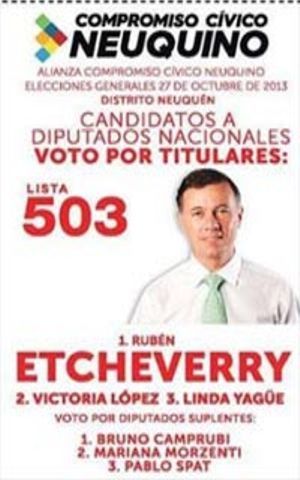 COMPROMISO CÍVICO
NEUQUINO
ALIANZA COMPROMISO CÍVICO NEUQUINO
ELECCIONES GENERALES 27 DE OCTUBRE DE 2013
DISTRITO NEUQUÉN
CANDIDATOS A
DIPUTADOS NACIONALES
VOTO POR TITULARES:
LISTA
503
1. RUBÉN
ETCHEVERRY
2. VICTORIA LÓPEZ 3. LINDA YAGÜE
VOTO POR DIPUTADOS SUPLENTES:
1. BRUNO CAMPRUBI
2. MARIANA MORZENTI
3. PABLO SPAT